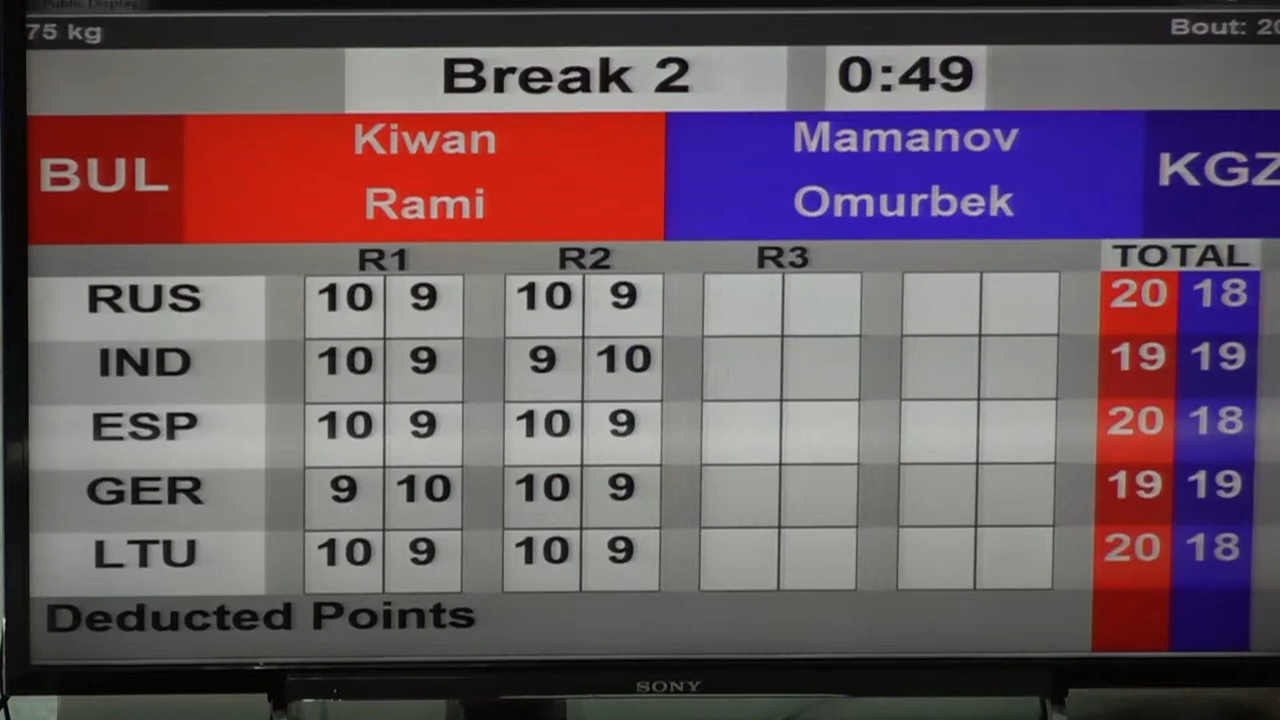 Public Display
75 kg Bout: 20
Break 2 0:49
BUL Kiwan Rami Mamanov Omurbek KGZ
R1 R2 R3 TOTAL
RUS 10 9 10 9 20 18
IND 10 9 9 10 19 19
ESP 10 9 10 9 20 18
GER 9 10 10 9 19 19
LTU 10 9 10 9 20 18
Deducted Points
SONY